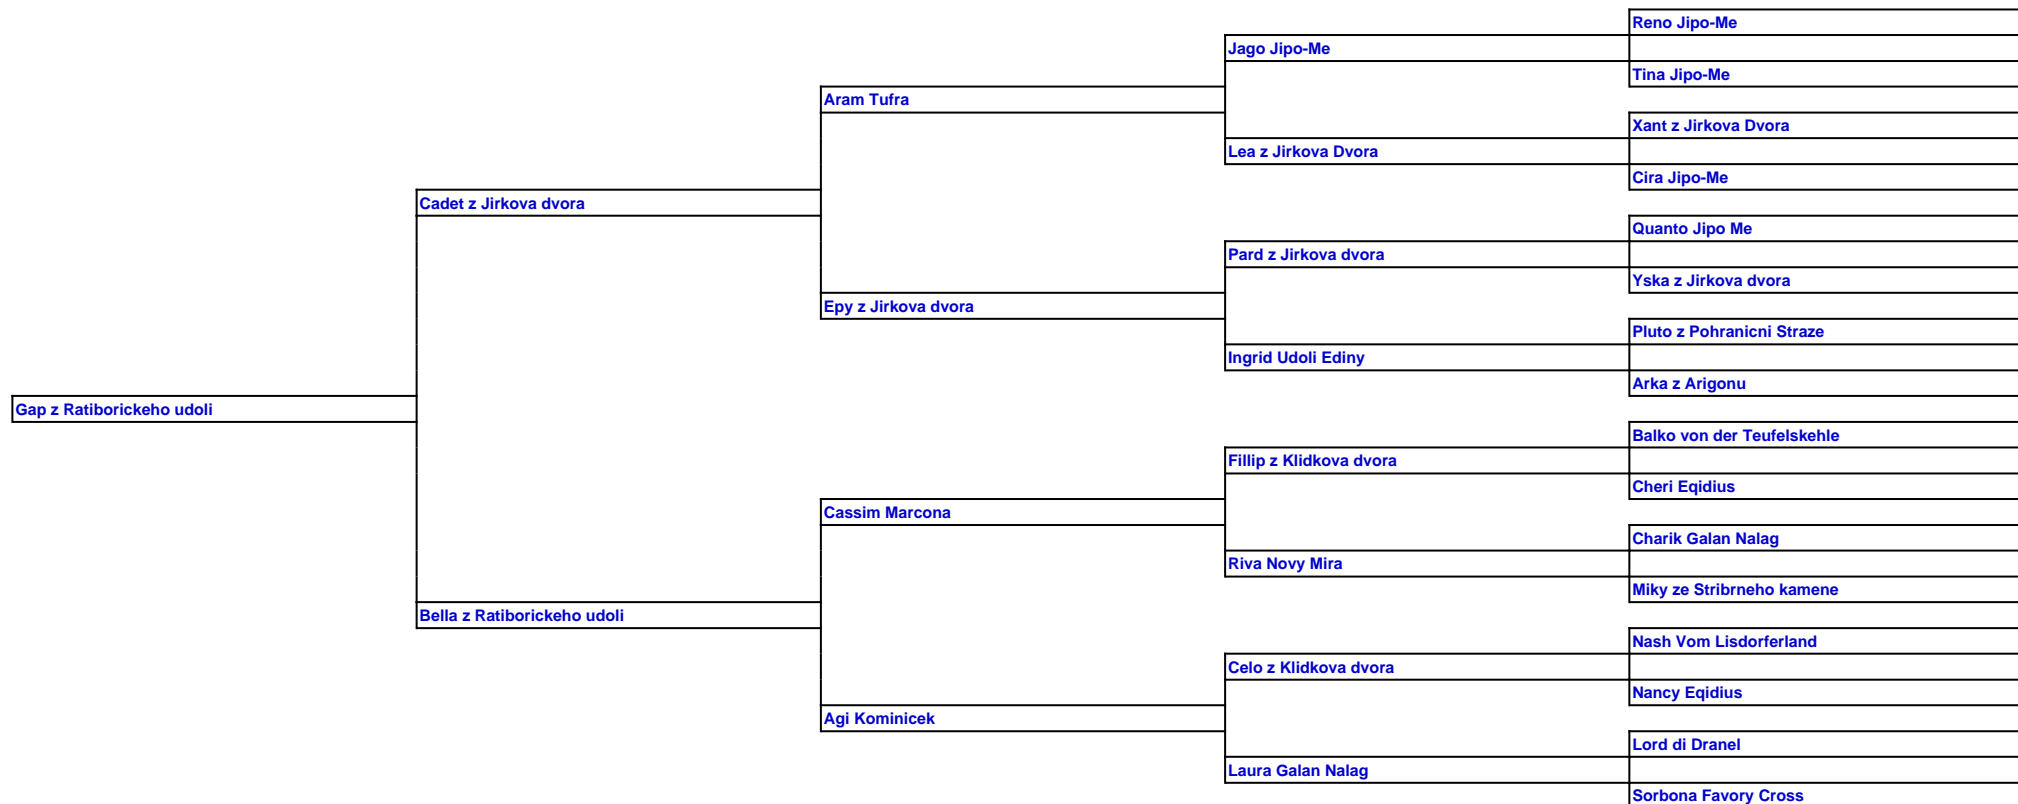 Reno Jipo-Me
Jago Jipo-Me
Tina Jipo-Me
Aram Tufra
Xant z Jirkova Dvora
Lea z Jirkova Dvora
Cira Jipo-Me
Cadet z Jirkova dvora
Quanto Jipo Me
Pard z Jirkova dvora
Yska z Jirkova dvora
Epy z Jirkova dvora
Pluto z Pohranicni Straze
Ingrid Udoli Ediny
Arka z Arigonu
Gap z Ratiborickeho udoli
Balko von der Teufelskehle
Fillip z Klidkova dvora
Cheri Eqidius
Cassim Marcona
Charik Galan Nalag
Riva Novy Mira
Miky ze Stribrneho kamene
Bella z Ratiborickeho udoli
Nash Vom Lisdorferland
Celo z Klidkova dvora
Nancy Eqidius
Agi Kominicek
Lord di Dranel
Laura Galan Nalag
Sorbona Favory Cross